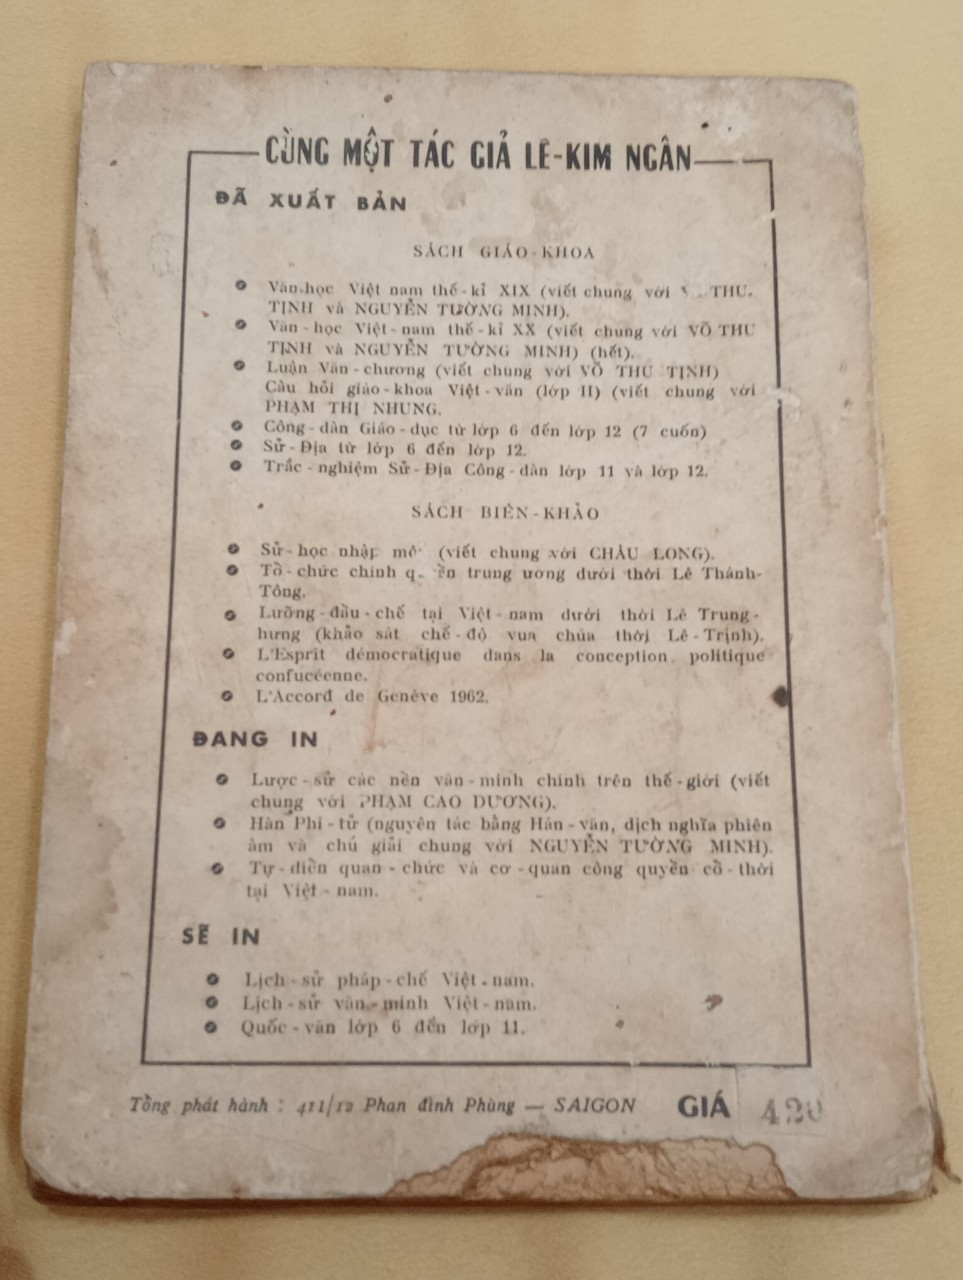 CÙNG MỘT TÁC GIẢ LÊ-KIM NGÂN
ĐÃ XUẤT BẢN
SÁCH GIÁO-KHOA
Văn-học Việt nam thế-kỉ XIX (viết chung với THU.
TỊNH và NGUYỄN TƯỜNG MINH).
Văn-học Việt-nam thế-kỉ XX (viết chung với VÕ THU
TỊNH và NGUYỄN TƯỜNG MINH) (hết).
Luận Văn-chương (viết chung với VÕ THU TỊNH)
Câu hỏi giáo-khoa Việt-văn (lớp II) (viết chung với
PHẠM THỊ NHUNG.
Công-dân Giáo-dục từ lớp 6 đến lớp 12 (7 cuốn)
Sử-Địa từ lớp 6 đến lớp 12.
Trắc-nghiệm Sử-Địa Công-dân lớp 11 và lớp 12.
SÁCH BIÊN-KHẢO
Sử-học nhập (viết chung với CHÂU LONG).
Tổ-chức chính trung ương dưới thời Lê Thánh-
Tông.
Lưỡng-đầu-chế tại Việt-nam dưới thời Lê Trung-
hưng (khảo sát chế-độ vua chúa thời Lê-Trịnh).
L'Esprit démocratique dans la conception politique
confucéenne.
L'Accord de Genève 1962.
ĐANG IN
Lược-sử các nền văn-minh chính trên thế-giới (viết
chung với PHẠM CAO DƯƠNG).
Hàn Phi-tử (nguyên tác bằng Hán-văn, dịch nghĩa phiên
âm và chú giải chung với NGUYỄN TƯỜNG MINH).
Tự-điển quan-chức và cơ-quan công quyền cổ-thời
tại Việt-nam.
SẼ IN
Lịch-sử pháp-chế Việt-nam.
Lịch-sử văn-minh Việt-nam.
Quốc-văn lớp 6 đến lớp 11.
Tổng phát hành : 411/12 Phan đình Phùng — SAIGON GIÁ 420